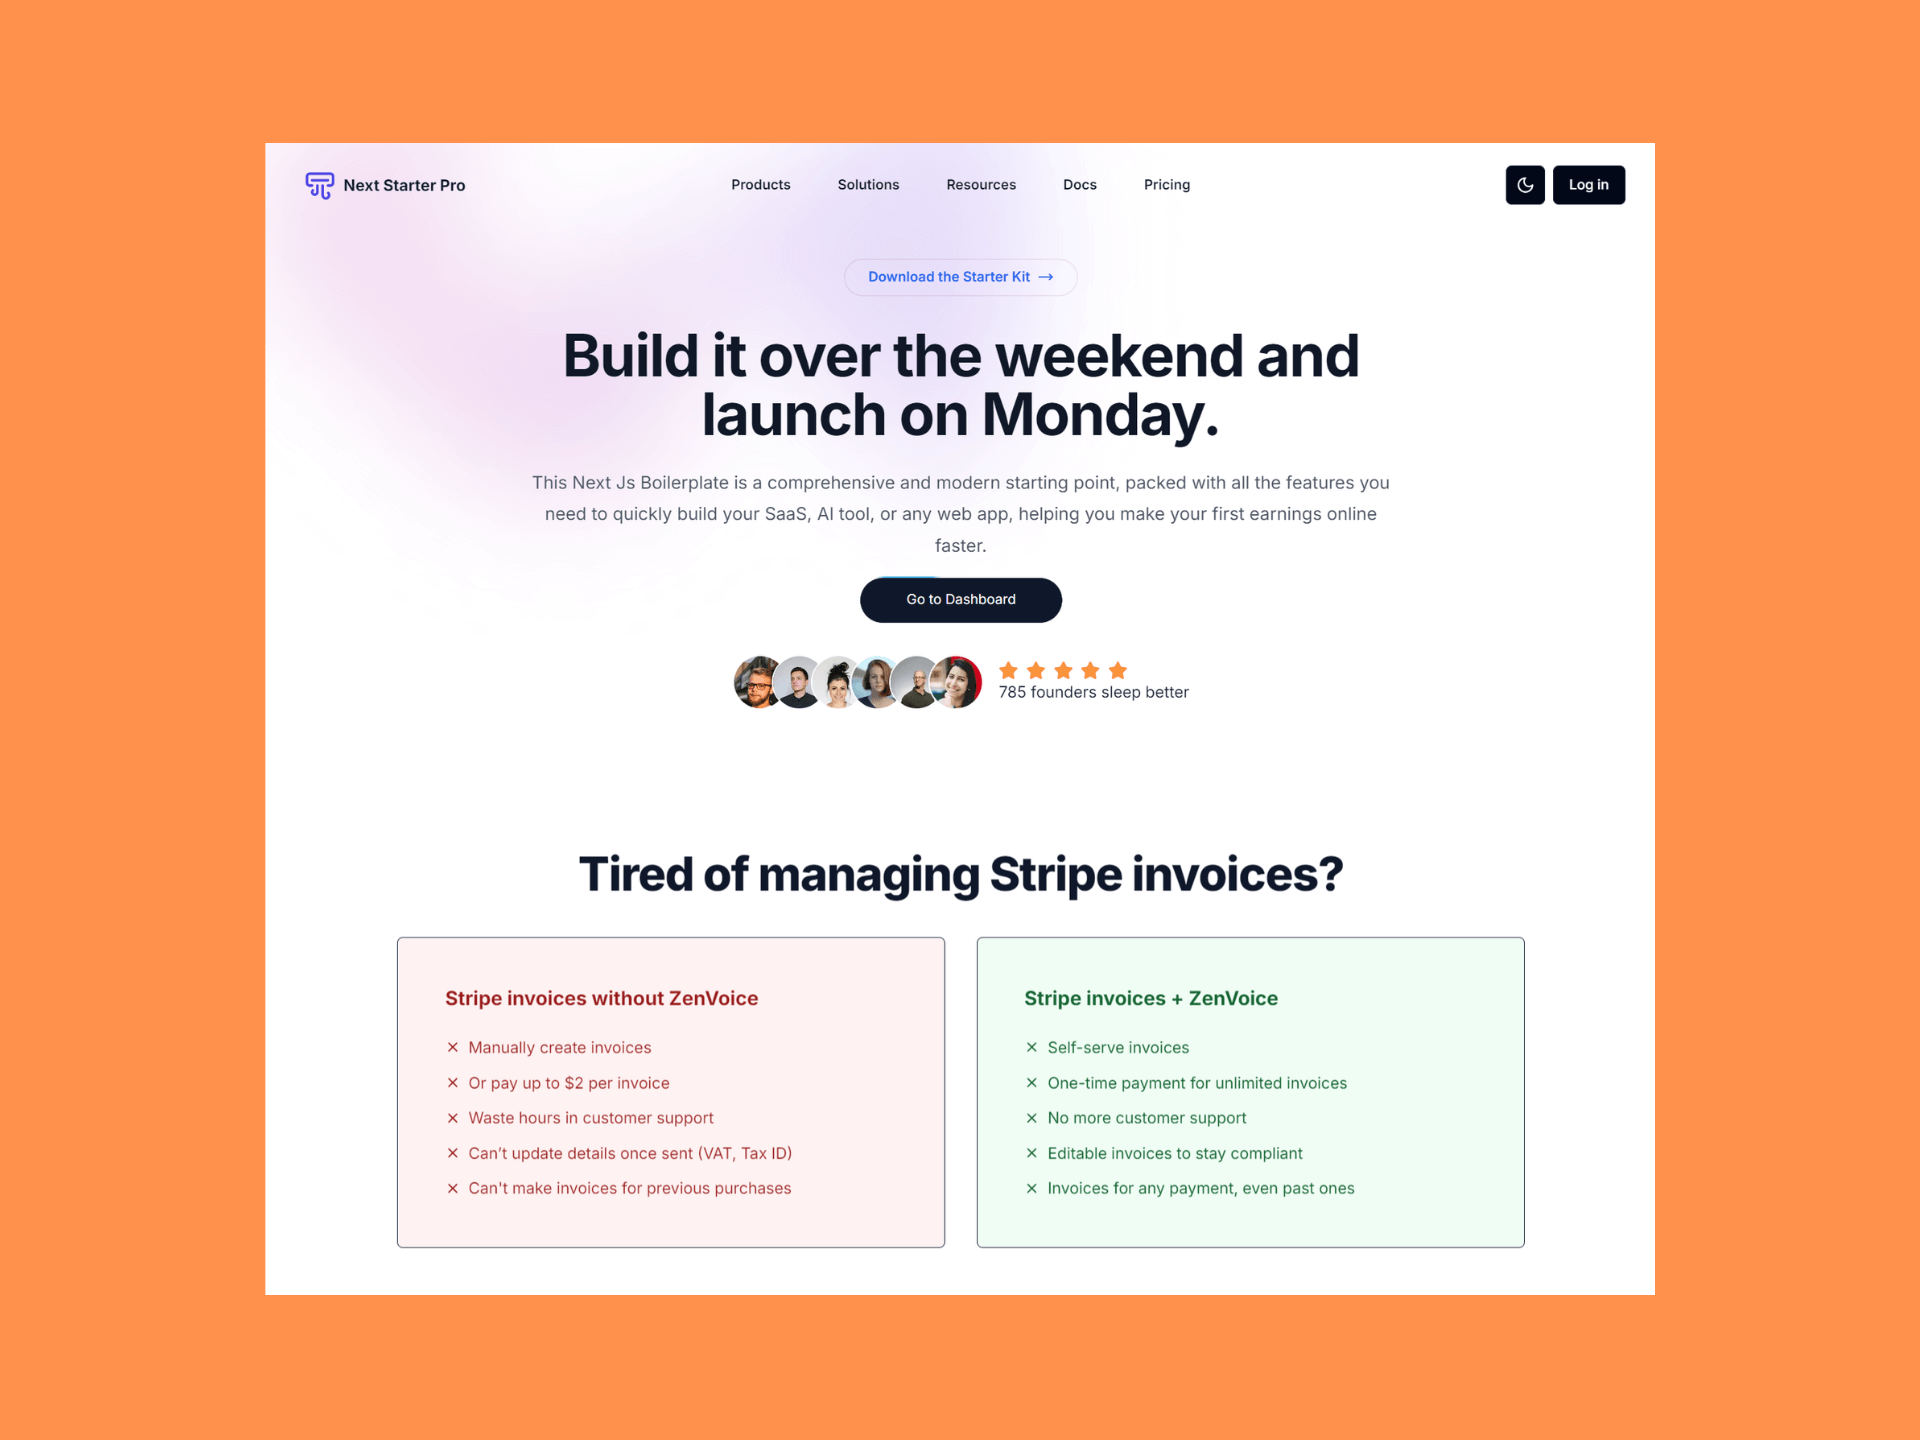 Next Starter Pro
Products
Solutions
Resources
Docs
Pricing
Log in
Download the Starter Kit →
Build it over the weekend and
launch on Monday.
This Next Js Boilerplate is a comprehensive and modern starting point, packed with all the features you
need to quickly build your SaaS, AI tool, or any web app, helping you make your first earnings online
faster.
Go to Dashboard
785 founders sleep better
Tired of managing Stripe invoices?
Stripe invoices without ZenVoice
Manually create invoices
Or pay up to $2 per invoice
Waste hours in customer support
Can’t update details once sent (VAT, Tax ID)
Can't make invoices for previous purchases
Stripe invoices + ZenVoice
Self-serve invoices
One-time payment for unlimited invoices
No more customer support
Editable invoices to stay compliant
Invoices for any payment, even past ones